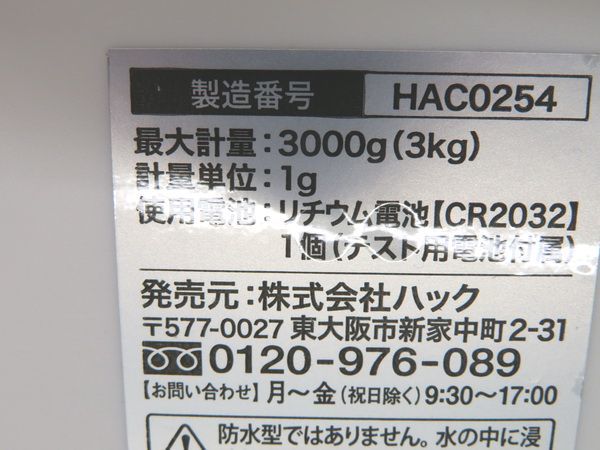 製造番号 HAC0254
最大計量：3000g（3kg）
計量単位：1g
使用電池：リチウム電池【CR2032】
1個（テスト用電池付属）
発売元：株式会社ハック
〒577-0027 東大阪市新家中町2-31
0120-976-089
【お問い合わせ】月～金（祝日除く）9:30～17:00
防水型ではありません。水の中に浸